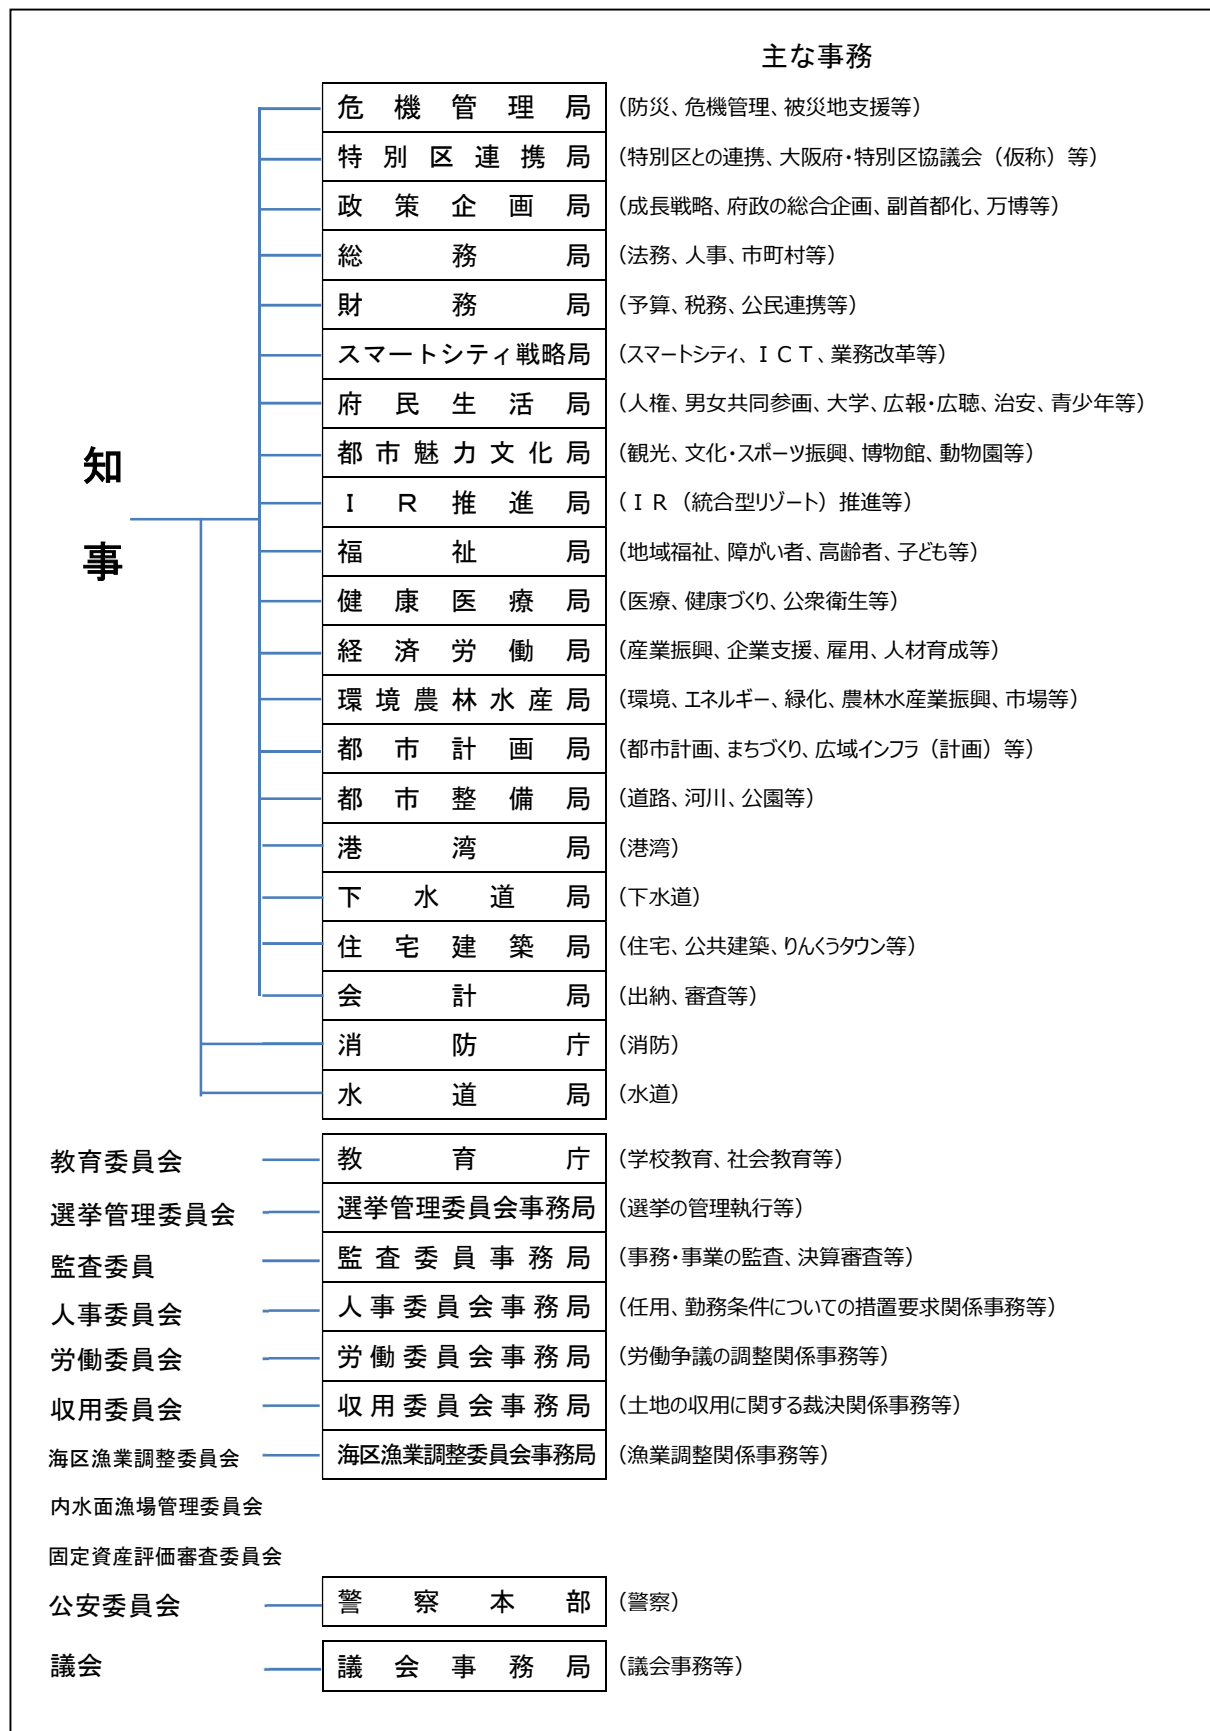 主な事務
知事
危機管理局 （防災、危機管理、被災地支援等）
特別区連携局 （特別区との連携、大阪府・特別区協議会（仮称）等）
政策企画局 （成長戦略、府政の総合企画、副首都化、万博等）
総務局 （法務、人事、市町村等）
財務局 （予算、税務、公民連携等）
スマートシティ戦略局 （スマートシティ、ＩＣＴ、業務改革等）
府民生活局 （人権、男女共同参画、大学、広報・広聴、治安、青少年等）
都市魅力文化局 （観光、文化・スポーツ振興、博物館、動物園等）
ＩＲ推進局 （ＩＲ（統合型リゾート）推進等）
福祉局 （地域福祉、障がい者、高齢者、子ども等）
健康医療局 （医療、健康づくり、公衆衛生等）
経済労働局 （産業振興、企業支援、雇用、人材育成等）
環境農林水産局 （環境、エネルギー、緑化、農林水産業振興、市場等）
都市計画局 （都市計画、まちづくり、広域インフラ（計画）等）
都市整備局 （道路、河川、公園等）
港湾局 （港湾）
下水道局 （下水道）
住宅建築局 （住宅、公共建築、りんくうタウン等）
会計局 （出納、審査等）
消防庁 （消防）
水道局 （水道）
教育委員会 教育庁 （学校教育、社会教育等）
選挙管理委員会 選挙管理委員会事務局 （選挙の管理執行等）
監査委員 監査委員事務局 （事務・事業の監査、決算審査等）
人事委員会 人事委員会事務局 （任用、勤務条件についての措置要求関係事務等）
労働委員会 労働委員会事務局 （労働争議の調整関係事務等）
収用委員会 収用委員会事務局 （土地の収用に関する裁決関係事務等）
海区漁業調整委員会 海区漁業調整委員会事務局 （漁業調整関係事務等）
内水面漁場管理委員会
固定資産評価審査委員会
公安委員会 警察本部 （警察）
議会 議会事務局 （議会事務等）